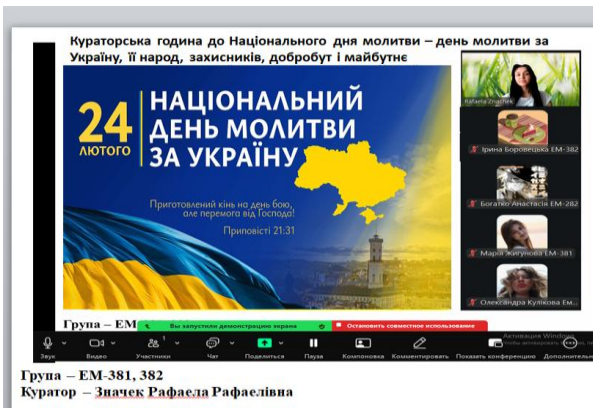 Кураторська година до Національного дня молитви – день молитви за
Україну, її народ, захисників, добробут і майбутнє
24
ЛЮТОГО
НАЦІОНАЛЬНИЙ
ДЕНЬ МОЛИТВИ
ЗА УКРАЇНУ
Приготовлений кінь на день бою,
але перемога від Господо!
Приповісті 21:31
Rafaela Znachek
Ірина Боровецька ЕМ-382
Богатко Анастасія ЕМ-282
Марія Жигунова ЕМ-381
Олександра Кулікова Ем...
Група – ЕМ
Вы запустили демонстрацию экрана
Остановить совместное использование
Активация Windows
Звук
Видео
Участники
1
Чат
Поделиться
Пауза
Компоновка
Комментировать
Показать конференцию
Дополнитель
Група – ЕМ-381, 382
Куратор – Значек Рафаела Рафаелівна